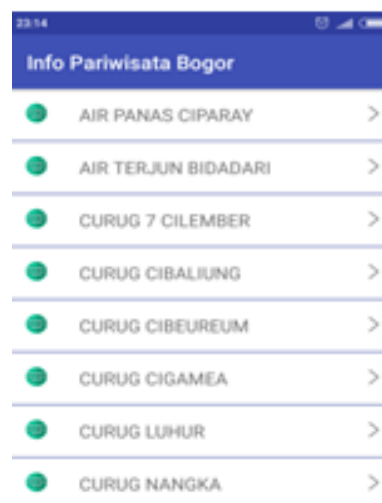 23:14
Info Pariwisata Bogor
AIR PANAS CIPARAY
AIR TERJUN BIDADARI
CURUG 7 CILEMBER
CURUG CIBALIUNG
CURUG CIBEUREUM
CURUG CIGAMEA
CURUG LUHUR
CURUG NANGKA